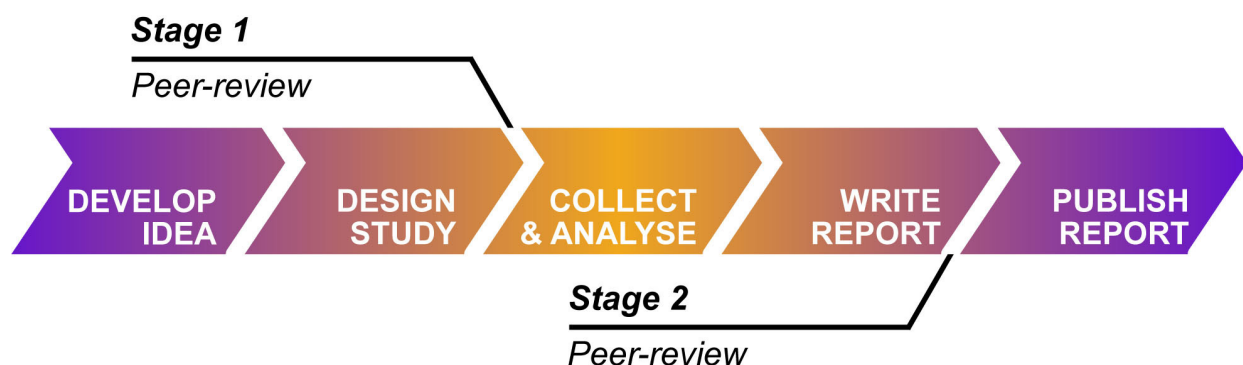 Stage 1
Peer-review
DEVELOP
IDEA
DESIGN
STUDY
COLLECT
& ANALYSE
WRITE
REPORT
PUBLISH
REPORT
Stage 2
Peer-review